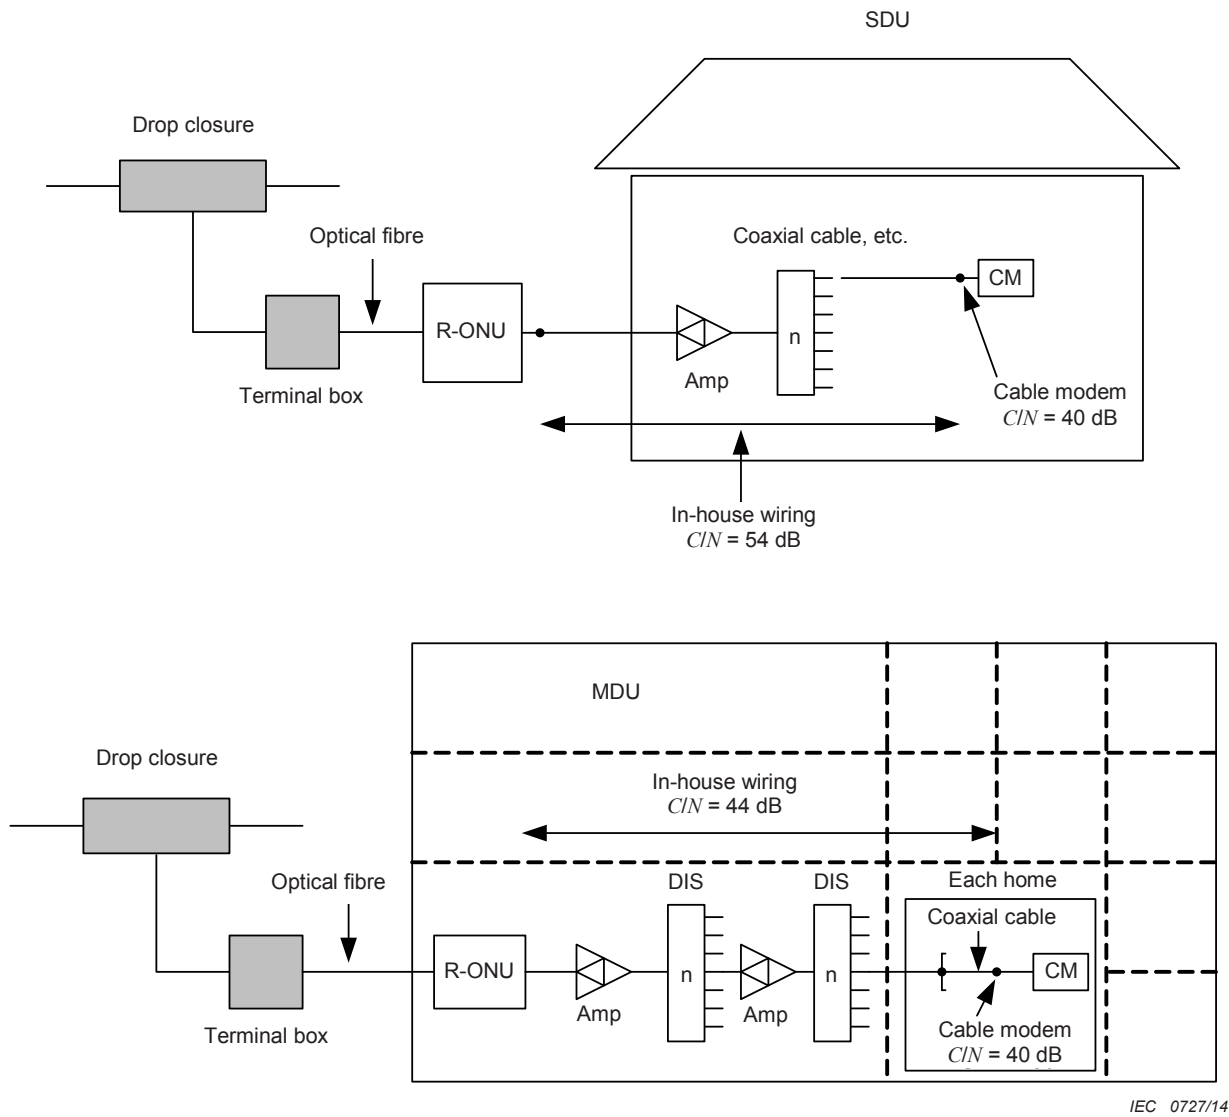 SDU
Drop closure
Optical fibre
Coaxial cable, etc.
CM
R-ONU
n
Amp
Terminal box
Cable modem
C/N = 40 dB
In-house wiring
C/N = 54 dB
MDU
Drop closure
In-house wiring
C/N = 44 dB
Optical fibre
DIS
DIS
Each home
Coaxial cable
R-ONU
n
n
CM
Amp
Amp
Terminal box
Cable modem
C/N = 40 dB
IEC 0727/14